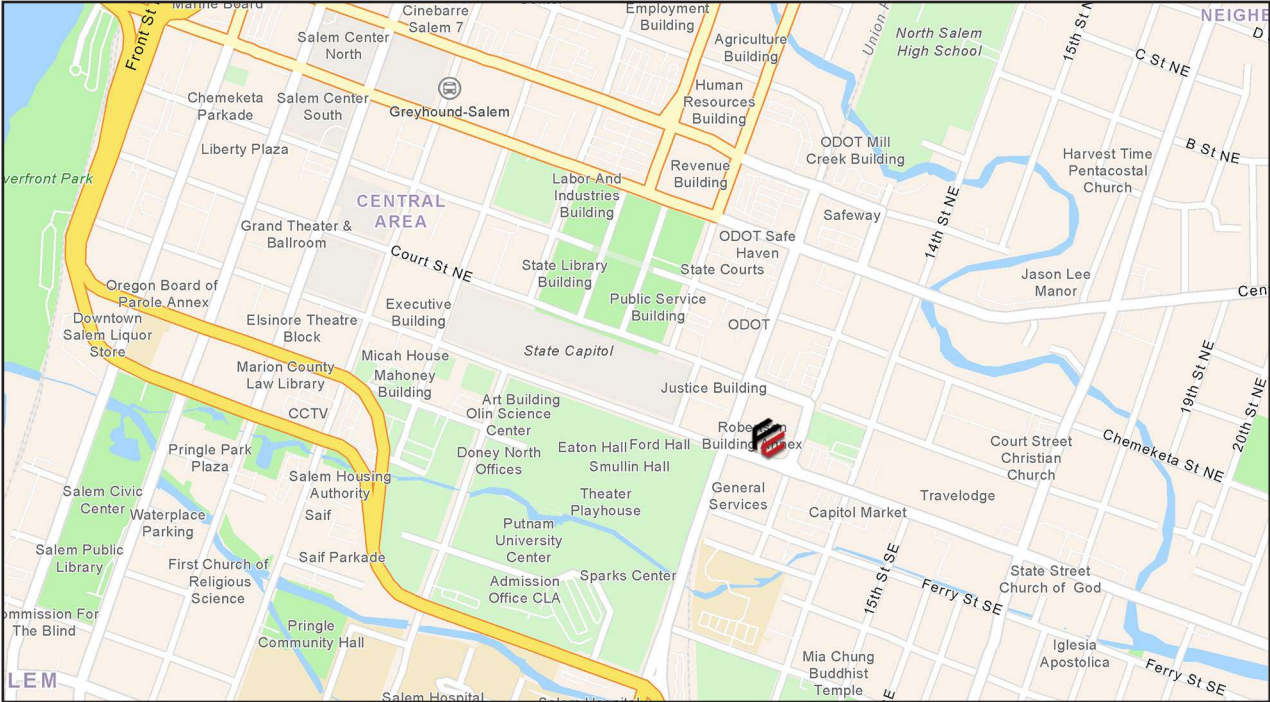 Marine Board
Cinebarre
Salem 7
Employment
Building
NEIGHB
D
Front St
Salem Center
North
Agriculture
Building
Union
North Salem
High School
15th St N
C St NE
Chemeketa
Parkade
Salem Center
South
Greyhound-Salem
Human
Resources
Building
Liberty Plaza
ODOT Mill
Creek Building
Harvest Time
Pentacostal
Church
B St NE
verfront Park
Labor And
Industries
Building
Revenue
Building
CENTRAL
AREA
Safeway
14th St NE
Grand Theater &
Ballroom
Court St NE
ODOT Safe
Haven
State Courts
State Library
Building
Jason Lee
Manor
Cen
Oregon Board of
Parole Annex
Public Service
Building
Downtown
Salem Liquor
Store
Executive
Building
Elsinore Theatre
Block
ODOT
State Capitol
Micah House
Mahoney
Building
Marion County
Law Library
Justice Building
19th St NE
20th St NE
CCTV
Art Building
Olin Science
Center
Building
Eaton Hall
Ford Hall
Doney North
Offices
Smullin Hall
Pringle Park
Plaza
Court Street
Christian
Church
Chemeketa St NE
Salem Housing
Authority
General
Services
Travelodge
Salem Civic
Center
Waterplace
Parking
Saif
Theater
Playhouse
Capitol Market
Putnam
University
Center
Salem Public
Library
First Church of
Religious
Science
Saif Parkade
Admission
Office CLA
Sparks Center
15th St SE
Ferry St SE
State Street
Church of God
ommission For
The Blind
Pringle
Community Hall
Mia Chung
Buddhist
Temple
Iglesia
Apostolica
Ferry St SE
LEM
Salem Hospital
Salem Hospital
E